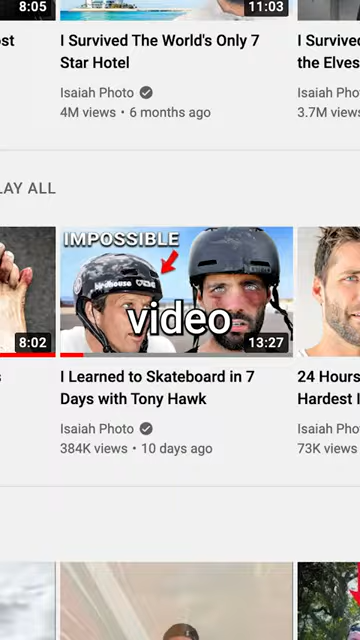 8:05
11:03
ost
I Survived The World's Only 7
Star Hotel
Isaiah Photo
4M views • 6 months ago
I Survived
the Elves
Isaiah Pho
3.7M views
LAY ALL
IMPOSSIBLE
birdhouse
video
8:02
13:27
s
I Learned to Skateboard in 7
Days with Tony Hawk
Isaiah Photo
384K views • 10 days ago
24 Hours
Hardest I
Isaiah Pho
73K views